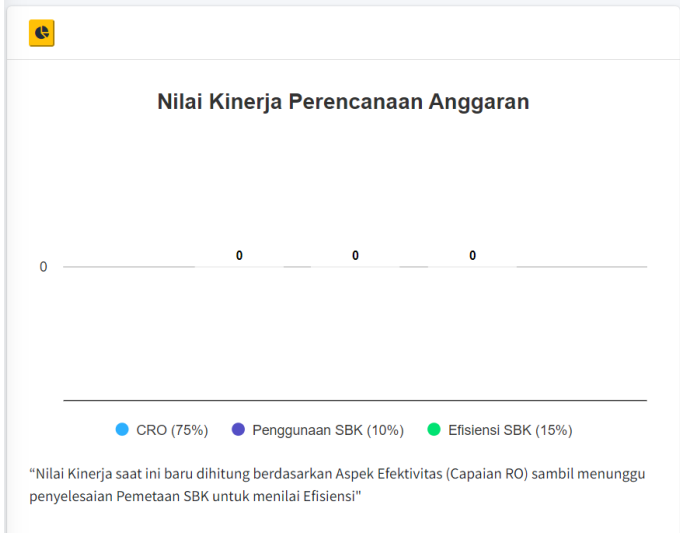 Nilai Kinerja Perencanaan Anggaran
0 0 0
0
CRO (75%) Penggunaan SBK (10%) Efisiensi SBK (15%)
“Nilai Kinerja saat ini baru dihitung berdasarkan Aspek Efektivitas (Capaian RO) sambil menunggu
penyelesaian Pemetaan SBK untuk menilai Efisiensi"